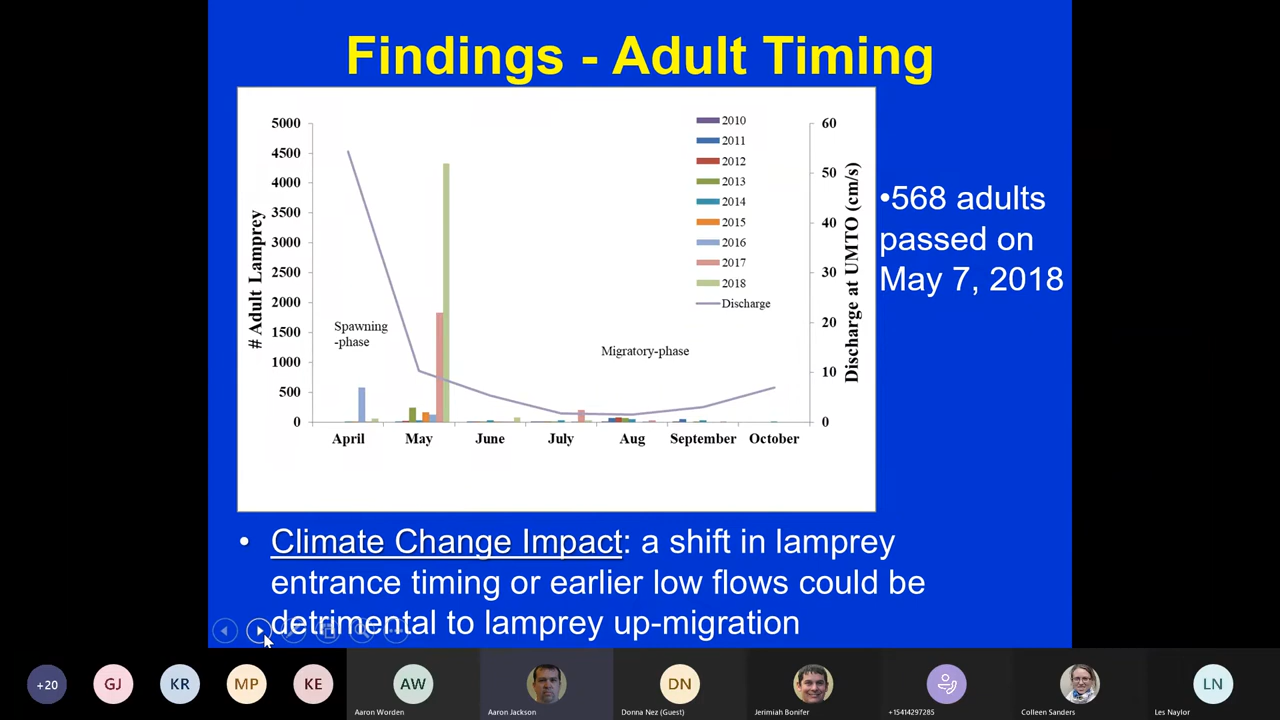 Findings - Adult Timing
5000
4500
4000
3500
3000
2500
2000
1500
1000
500
0
# Adult Lamprey
60
50
40
30
20
10
0
Discharge at UMTO (cm/s)
2010
2011
2012
2013
2014
2015
2016
2017
2018
Discharge
Spawning
-phase
Migratory-phase
April May June July Aug September October
•568 adults
passed on
May 7, 2018
• Climate Change Impact: a shift in lamprey
entrance timing or earlier low flows could be
detrimental to lamprey up-migration
+20 GJ KR MP KE AW DN LN
Aaron Worden Aaron Jackson Donna Nez (Guest) Jerimiah Bonifer +15414297285 Colleen Sanders Les Naylor